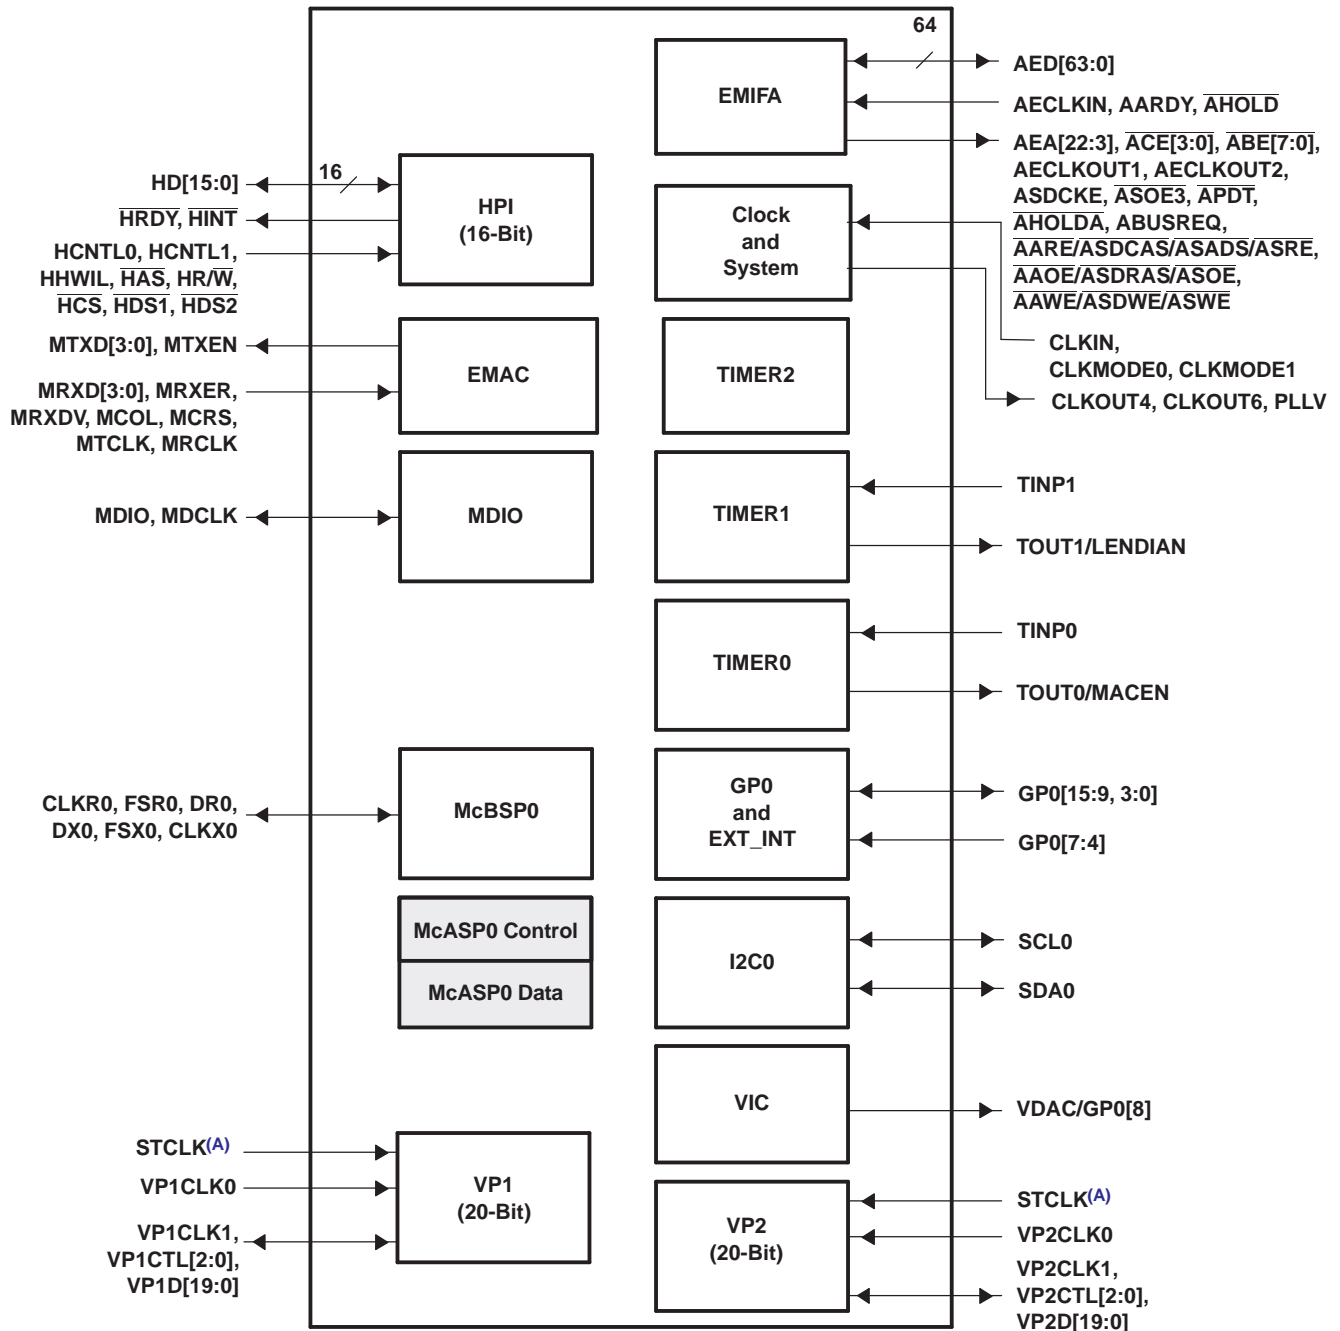 64
EMIFA
AED[63:0]
AECLKIN, AARDY, AHOLD
AEA[22:3], ACE[3:0], ABE[7:0],
AECLKOUT1, AECLKOUT2,
ASDCKE, ASOE3, APDT,
AHOLDA, ABUSREQ,
AARE/ASDCAS/ASADS/ASRE,
AAOE/ASDRAS/ASOE,
AAWE/ASDWE/ASWE
HD[15:0]
16
HRDY, HINT
HCNTL0, HCNTL1,
HHWIL, HAS, HR/W,
HCS, HDS1, HDS2
HPI
(16-Bit)
Clock
and
System
CLKIN,
CLKMODE0, CLKMODE1
CLKOUT4, CLKOUT6, PLLV
MTXD[3:0], MTXEN
MRXD[3:0], MRXER,
MRXDV, MCOL, MCRS,
MTCLK, MRCLK
EMAC
TIMER2
MDIO, MDCLK
MDIO
TIMER1
TINP1
TOUT1/LENDIAN
TIMER0
TINP0
TOUT0/MACEN
CLKR0, FSR0, DR0,
DX0, FSX0, CLKX0
McBSP0
GP0
and
EXT_INT
GP0[15:9, 3:0]
GP0[7:4]
McASP0 Control
McASP0 Data
I2C0
SCL0
SDA0
VIC
VDAC/GP0[8]
STCLK(A)
VP1CLK0
VP1CLK1,
VP1CTL[2:0],
VP1D[19:0]
VP1
(20-Bit)
VP2
(20-Bit)
STCLK(A)
VP2CLK0
VP2CLK1,
VP2CTL[2:0],
VP2D[19:0]